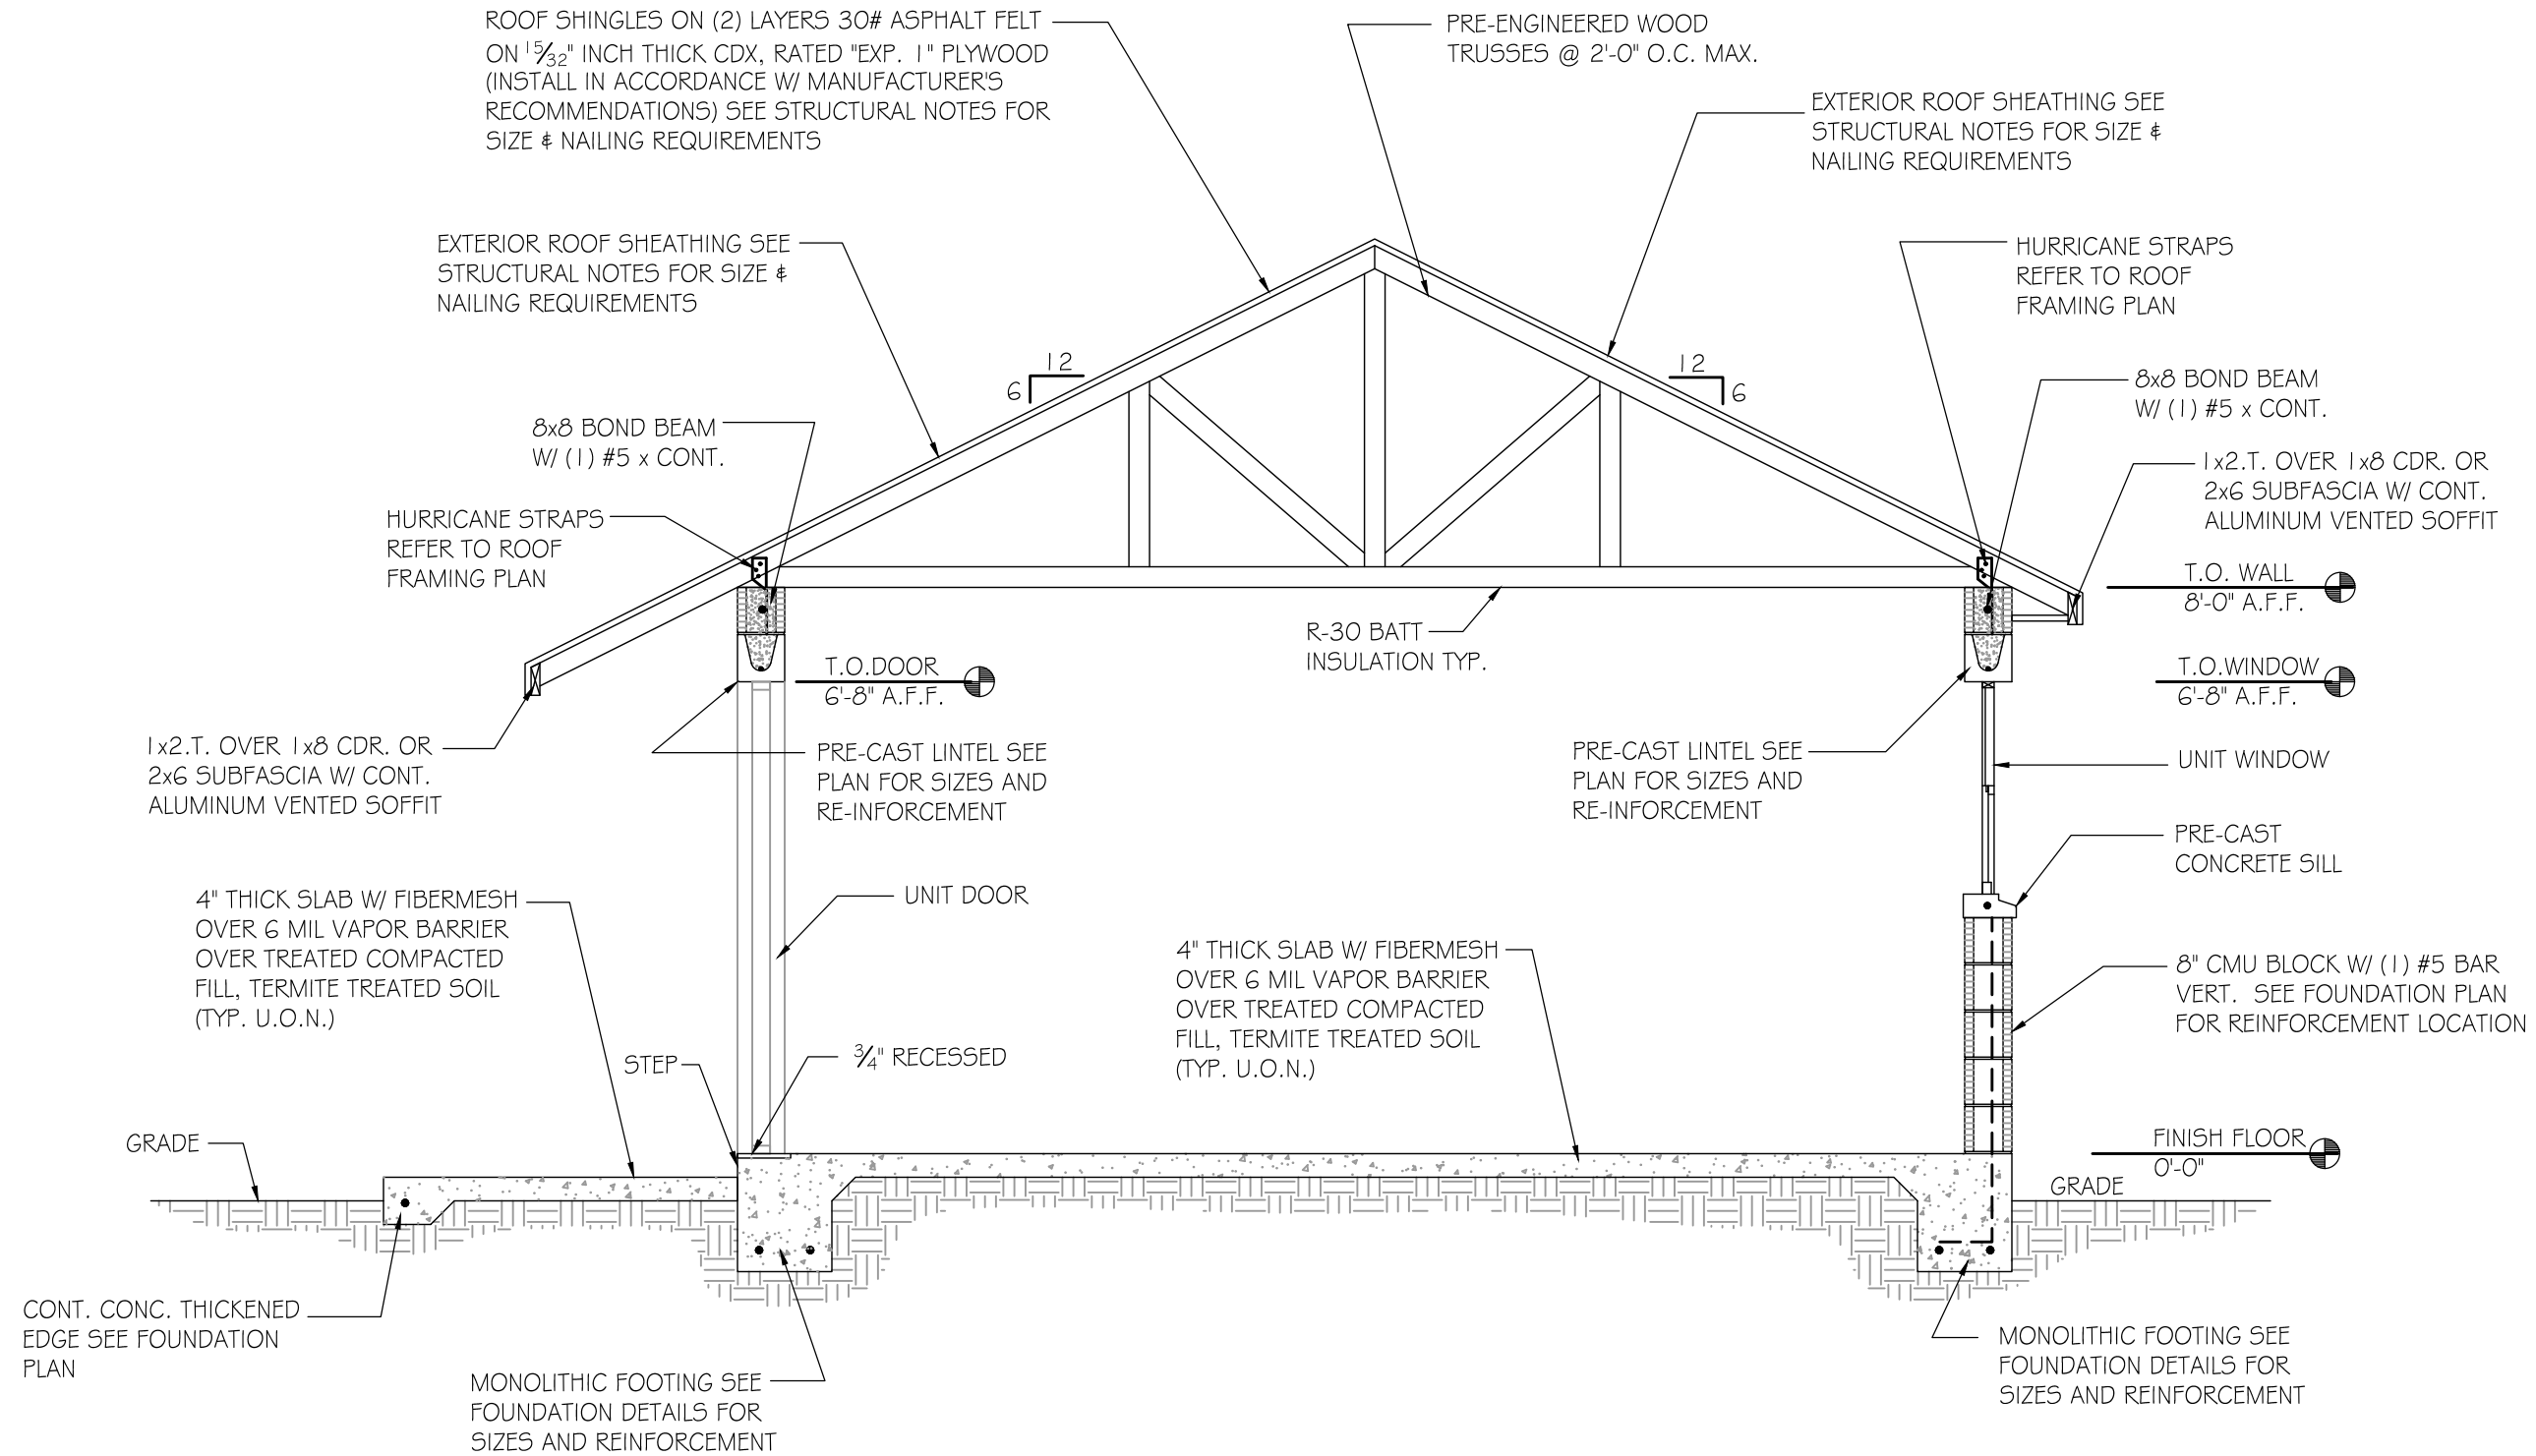 ROOF SHINGLES ON (2) LAYERS 30# ASPHALT FELT
ON 15/32" INCH THICK CDX, RATED "EXP. 1" PLYWOOD
(INSTALL IN ACCORDANCE W/ MANUFACTURER'S
RECOMMENDATIONS) SEE STRUCTURAL NOTES FOR
SIZE & NAILING REQUIREMENTS
PRE-ENGINEERED WOOD
TRUSSES @ 2'-0" O.C. MAX.
EXTERIOR ROOF SHEATHING SEE
STRUCTURAL NOTES FOR SIZE &
NAILING REQUIREMENTS
EXTERIOR ROOF SHEATHING SEE
STRUCTURAL NOTES FOR SIZE &
NAILING REQUIREMENTS
HURRICANE STRAPS
REFER TO ROOF
FRAMING PLAN
12
6
12
6
8x8 BOND BEAM
W/ (1) #5 x CONT.
8x8 BOND BEAM
W/ (1) #5 x CONT.
1x2.T. OVER 1x8 CDR. OR
2x6 SUBFASCIA W/ CONT.
ALUMINUM VENTED SOFFIT
HURRICANE STRAPS
REFER TO ROOF
FRAMING PLAN
T.O. WALL
8'-0" A.F.F.
R-30 BATT
INSULATION TYP.
T.O.DOOR
6'-8" A.F.F.
T.O.WINDOW
6'-8" A.F.F.
1x2.T. OVER 1x8 CDR. OR
2x6 SUBFASCIA W/ CONT.
ALUMINUM VENTED SOFFIT
PRE-CAST LINTEL SEE
PLAN FOR SIZES AND
RE-INFORCEMENT
PRE-CAST LINTEL SEE
PLAN FOR SIZES AND
RE-INFORCEMENT
UNIT WINDOW
PRE-CAST
CONCRETE SILL
4" THICK SLAB W/ FIBERMESH
OVER 6 MIL VAPOR BARRIER
OVER TREATED COMPACTED
FILL, TERMITE TREATED SOIL
(TYP. U.O.N.)
UNIT DOOR
4" THICK SLAB W/ FIBERMESH
OVER 6 MIL VAPOR BARRIER
OVER TREATED COMPACTED
FILL, TERMITE TREATED SOIL
(TYP. U.O.N.)
8" CMU BLOCK W/ (1) #5 BAR
VERT. SEE FOUNDATION PLAN
FOR REINFORCEMENT LOCATION
STEP
3/4" RECESSED
GRADE
FINISH FLOOR
0'-0"
GRADE
CONT. CONC. THICKENED
EDGE SEE FOUNDATION
PLAN
MONOLITHIC FOOTING SEE
FOUNDATION DETAILS FOR
SIZES AND REINFORCEMENT
MONOLITHIC FOOTING SEE
FOUNDATION DETAILS FOR
SIZES AND REINFORCEMENT